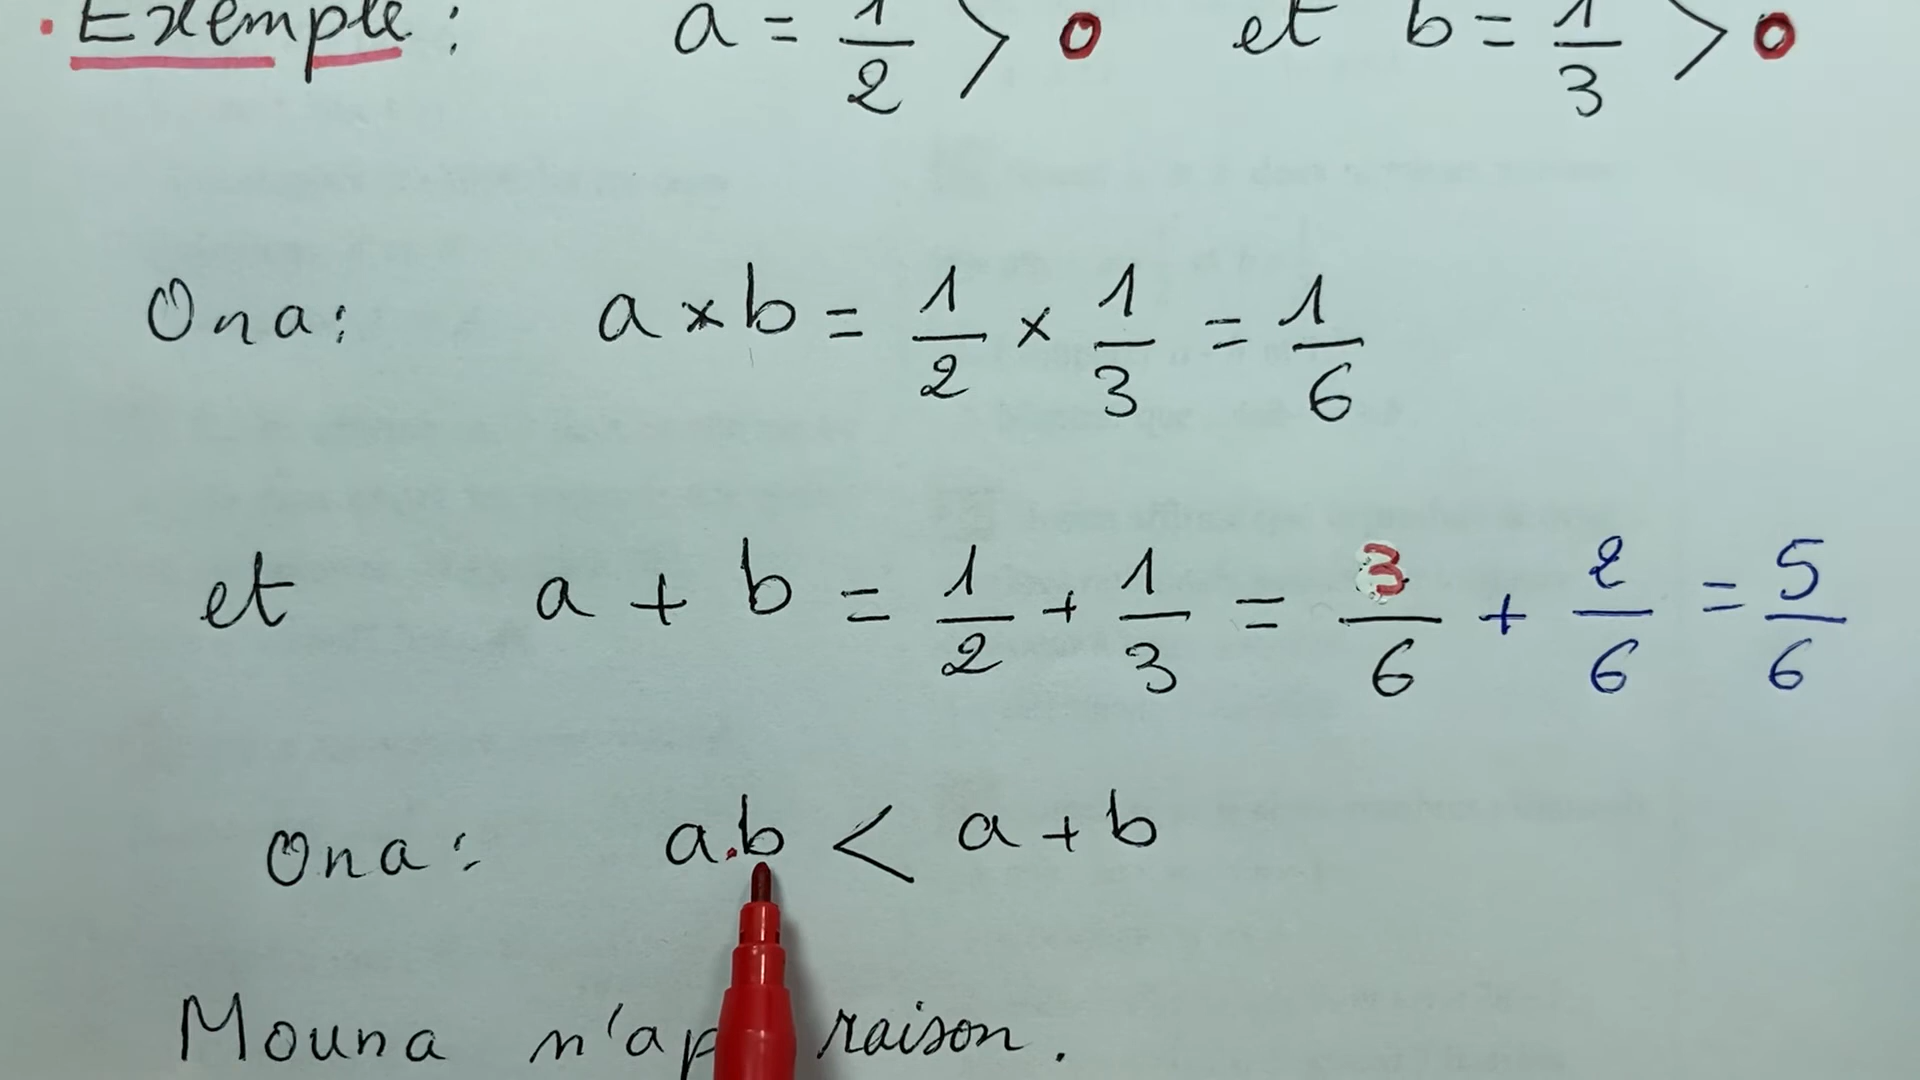 . Exemple : a = 1/2 > 0 et b = 1/3 > 0
On a : a × b = 1/2 × 1/3 = 1/6
et a + b = 1/2 + 1/3 = 3/6 + 2/6 = 5/6
On a : a.b < a + b
Mouna n'a raison.